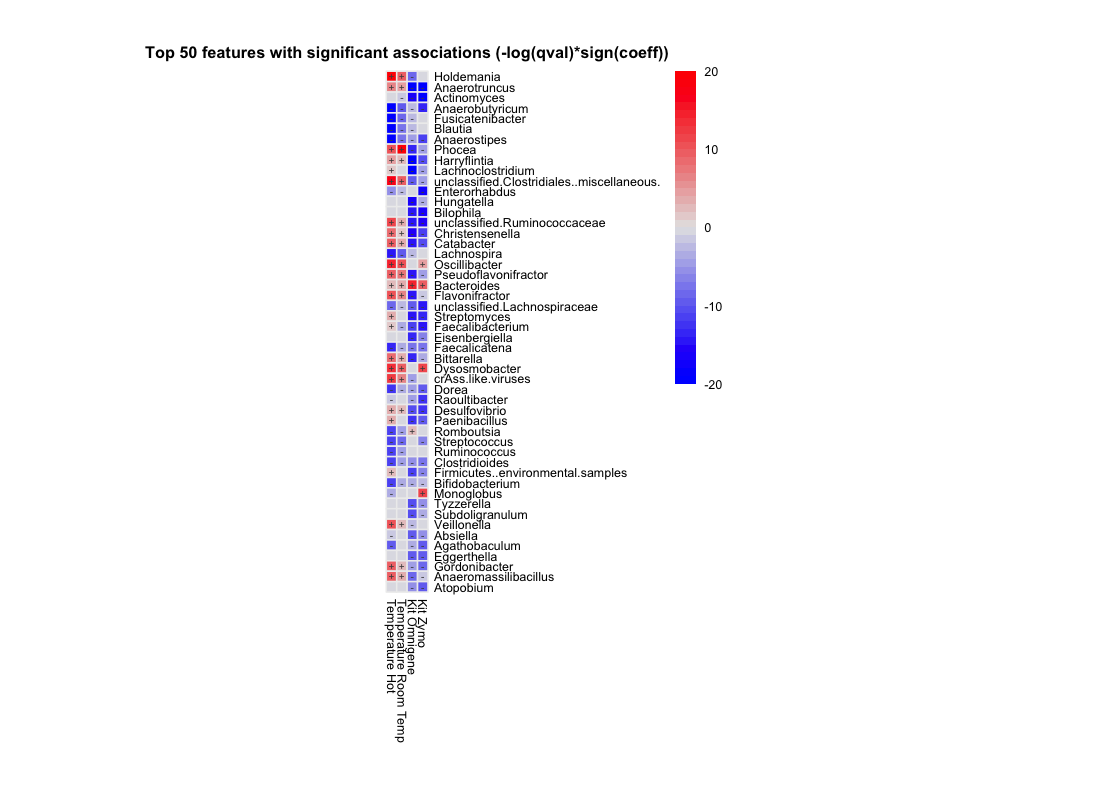 Top 50 features with significant associations (-log(qval)*sign(coeff))
Holdemania
Anaerotruncus
Actinomyces
Anaerobutyricum
Fusicatenibacter
Blautia
Anaerostipes
Phocea
Harryflintia
Lachnoclostridium
unclassified.Clostridiales..miscellaneous.
Enterorhabdus
Hungatella
Bilophila
unclassified.Ruminococcaceae
Christensenella
Catabacter
Lachnospira
Oscillibacter
Pseudoflavonifractor
Bacteroides
Flavonifractor
unclassified.Lachnospiraceae
Streptomyces
Faecalibacterium
Eisenbergiella
Faecalicatena
Bittarella
Dysosmobacter
crAss.like.viruses
Dorea
Raoultibacter
Desulfovibrio
Paenibacillus
Romboutsia
Streptococcus
Ruminococcus
Clostridioides
Firmicutes..environmental.samples
Bifidobacterium
Monoglobus
Tyzzerella
Subdoligranulum
Veillonella
Absiella
Agathobaculum
Eggerthella
Gordonibacter
Anaeromassilibacillus
Atopobium
20
10
0
-10
-20
Temperature Hot
Temperature Room Temp
Kit Omnigene
Kit Zymo